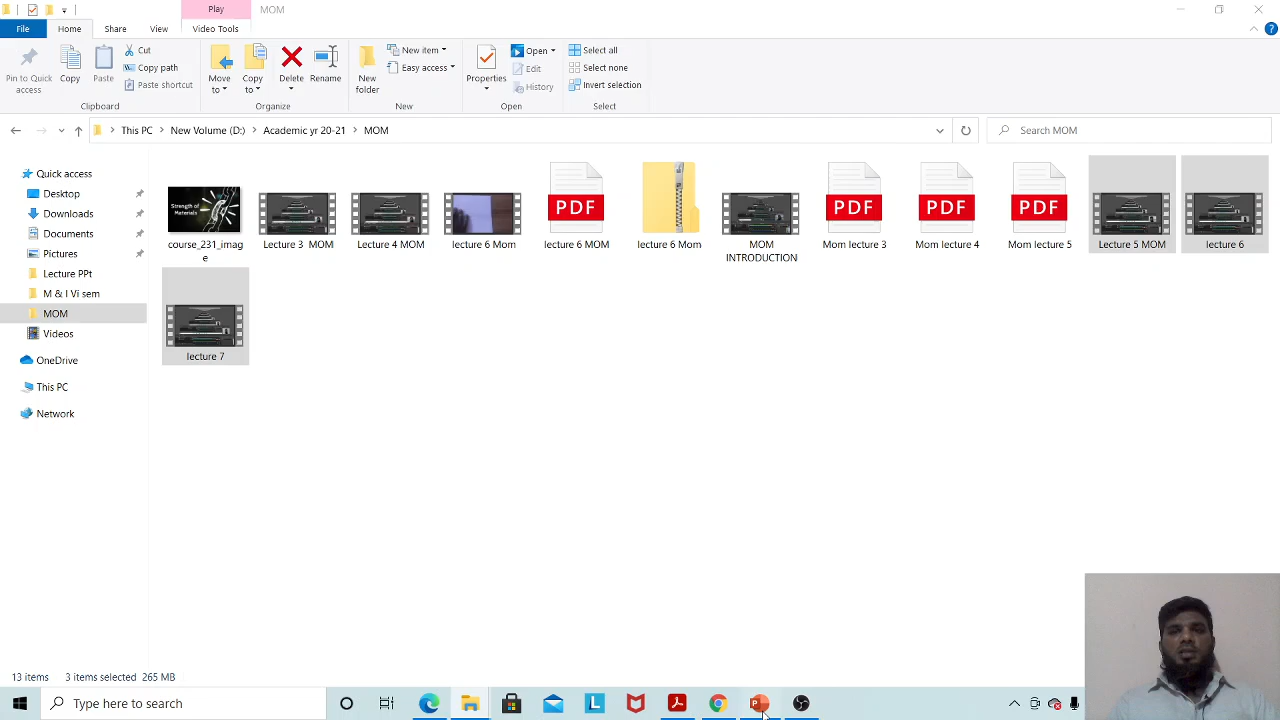 Play
MOM
File
Home
Share
View
Video Tools
Pin to Quick
access
Copy
Paste
Cut
Copy path
Paste shortcut
Clipboard
Move
to
Copy
to
Delete
Rename
Organize
New
folder
New item
Easy access
New
Properties
Open
Edit
History
Open
Select all
Select none
Invert selection
Select
This PC
New Volume (D:)
Academic yr 20-21
MOM
Search MOM
Quick access
Desktop
Downloads
Documents
Pictures
Lecture PPt
M & I Vi sem
MOM
Videos
OneDrive
This PC
Network
Strength of
Materials
course_231_imag
e
Lecture 3 MOM
Lecture 4 MOM
lecture 6 Mom
PDF
lecture 6 MOM
lecture 6 Mom
MOM
INTRODUCTION
PDF
Mom lecture 3
PDF
Mom lecture 4
PDF
Mom lecture 5
Lecture 5 MOM
lecture 6
lecture 7
13 items
3 items selected 265 MB
Type here to search